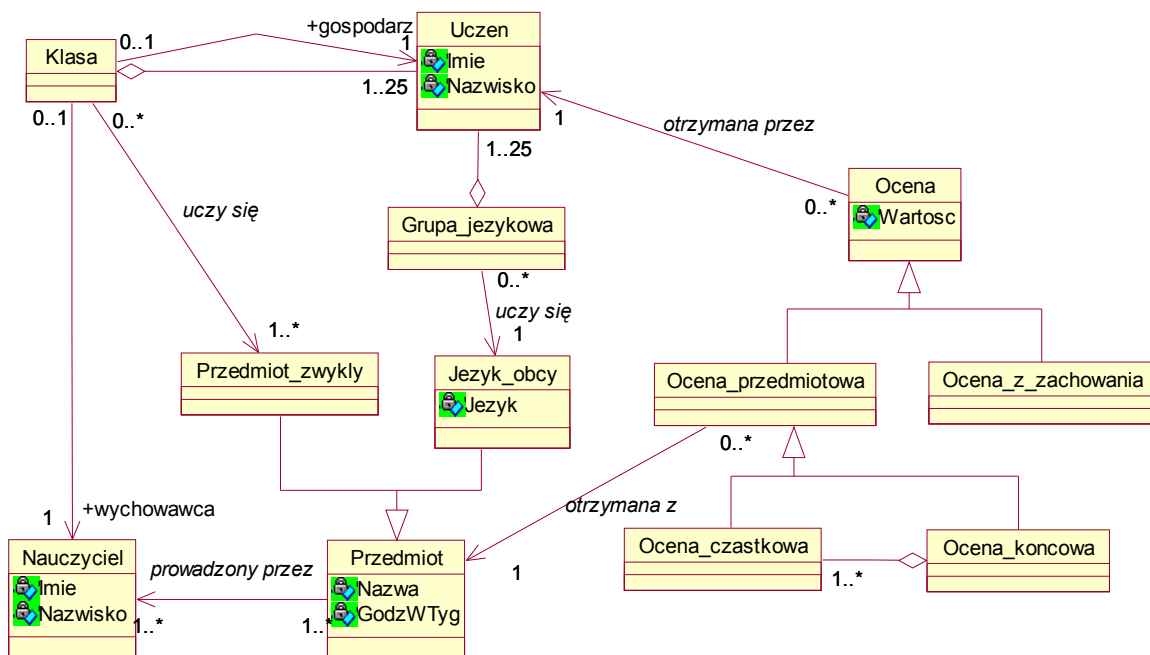 Klasa
0..1
+gospodarz
1
Uczen
Imie
Nazwisko
1..25
0..1
0..*
1..25
1
otrzymana przez
0..*
Ocena
Wartosc
uczy się
Grupa_jezykowa
0..*
uczy się
1
1..*
Przedmiot_zwykly
Jezyk_obcy
Jezyk
Ocena_przedmiotowa
Ocena_z_zachowania
0..*
otrzymana z
1
+wychowawca
1
Nauczyciel
Imie
Nazwisko
prowadzony przez
1..*
1..*
Przedmiot
Nazwa
GodzWTyg
Ocena_czastkowa
1..*
Ocena_koncowa